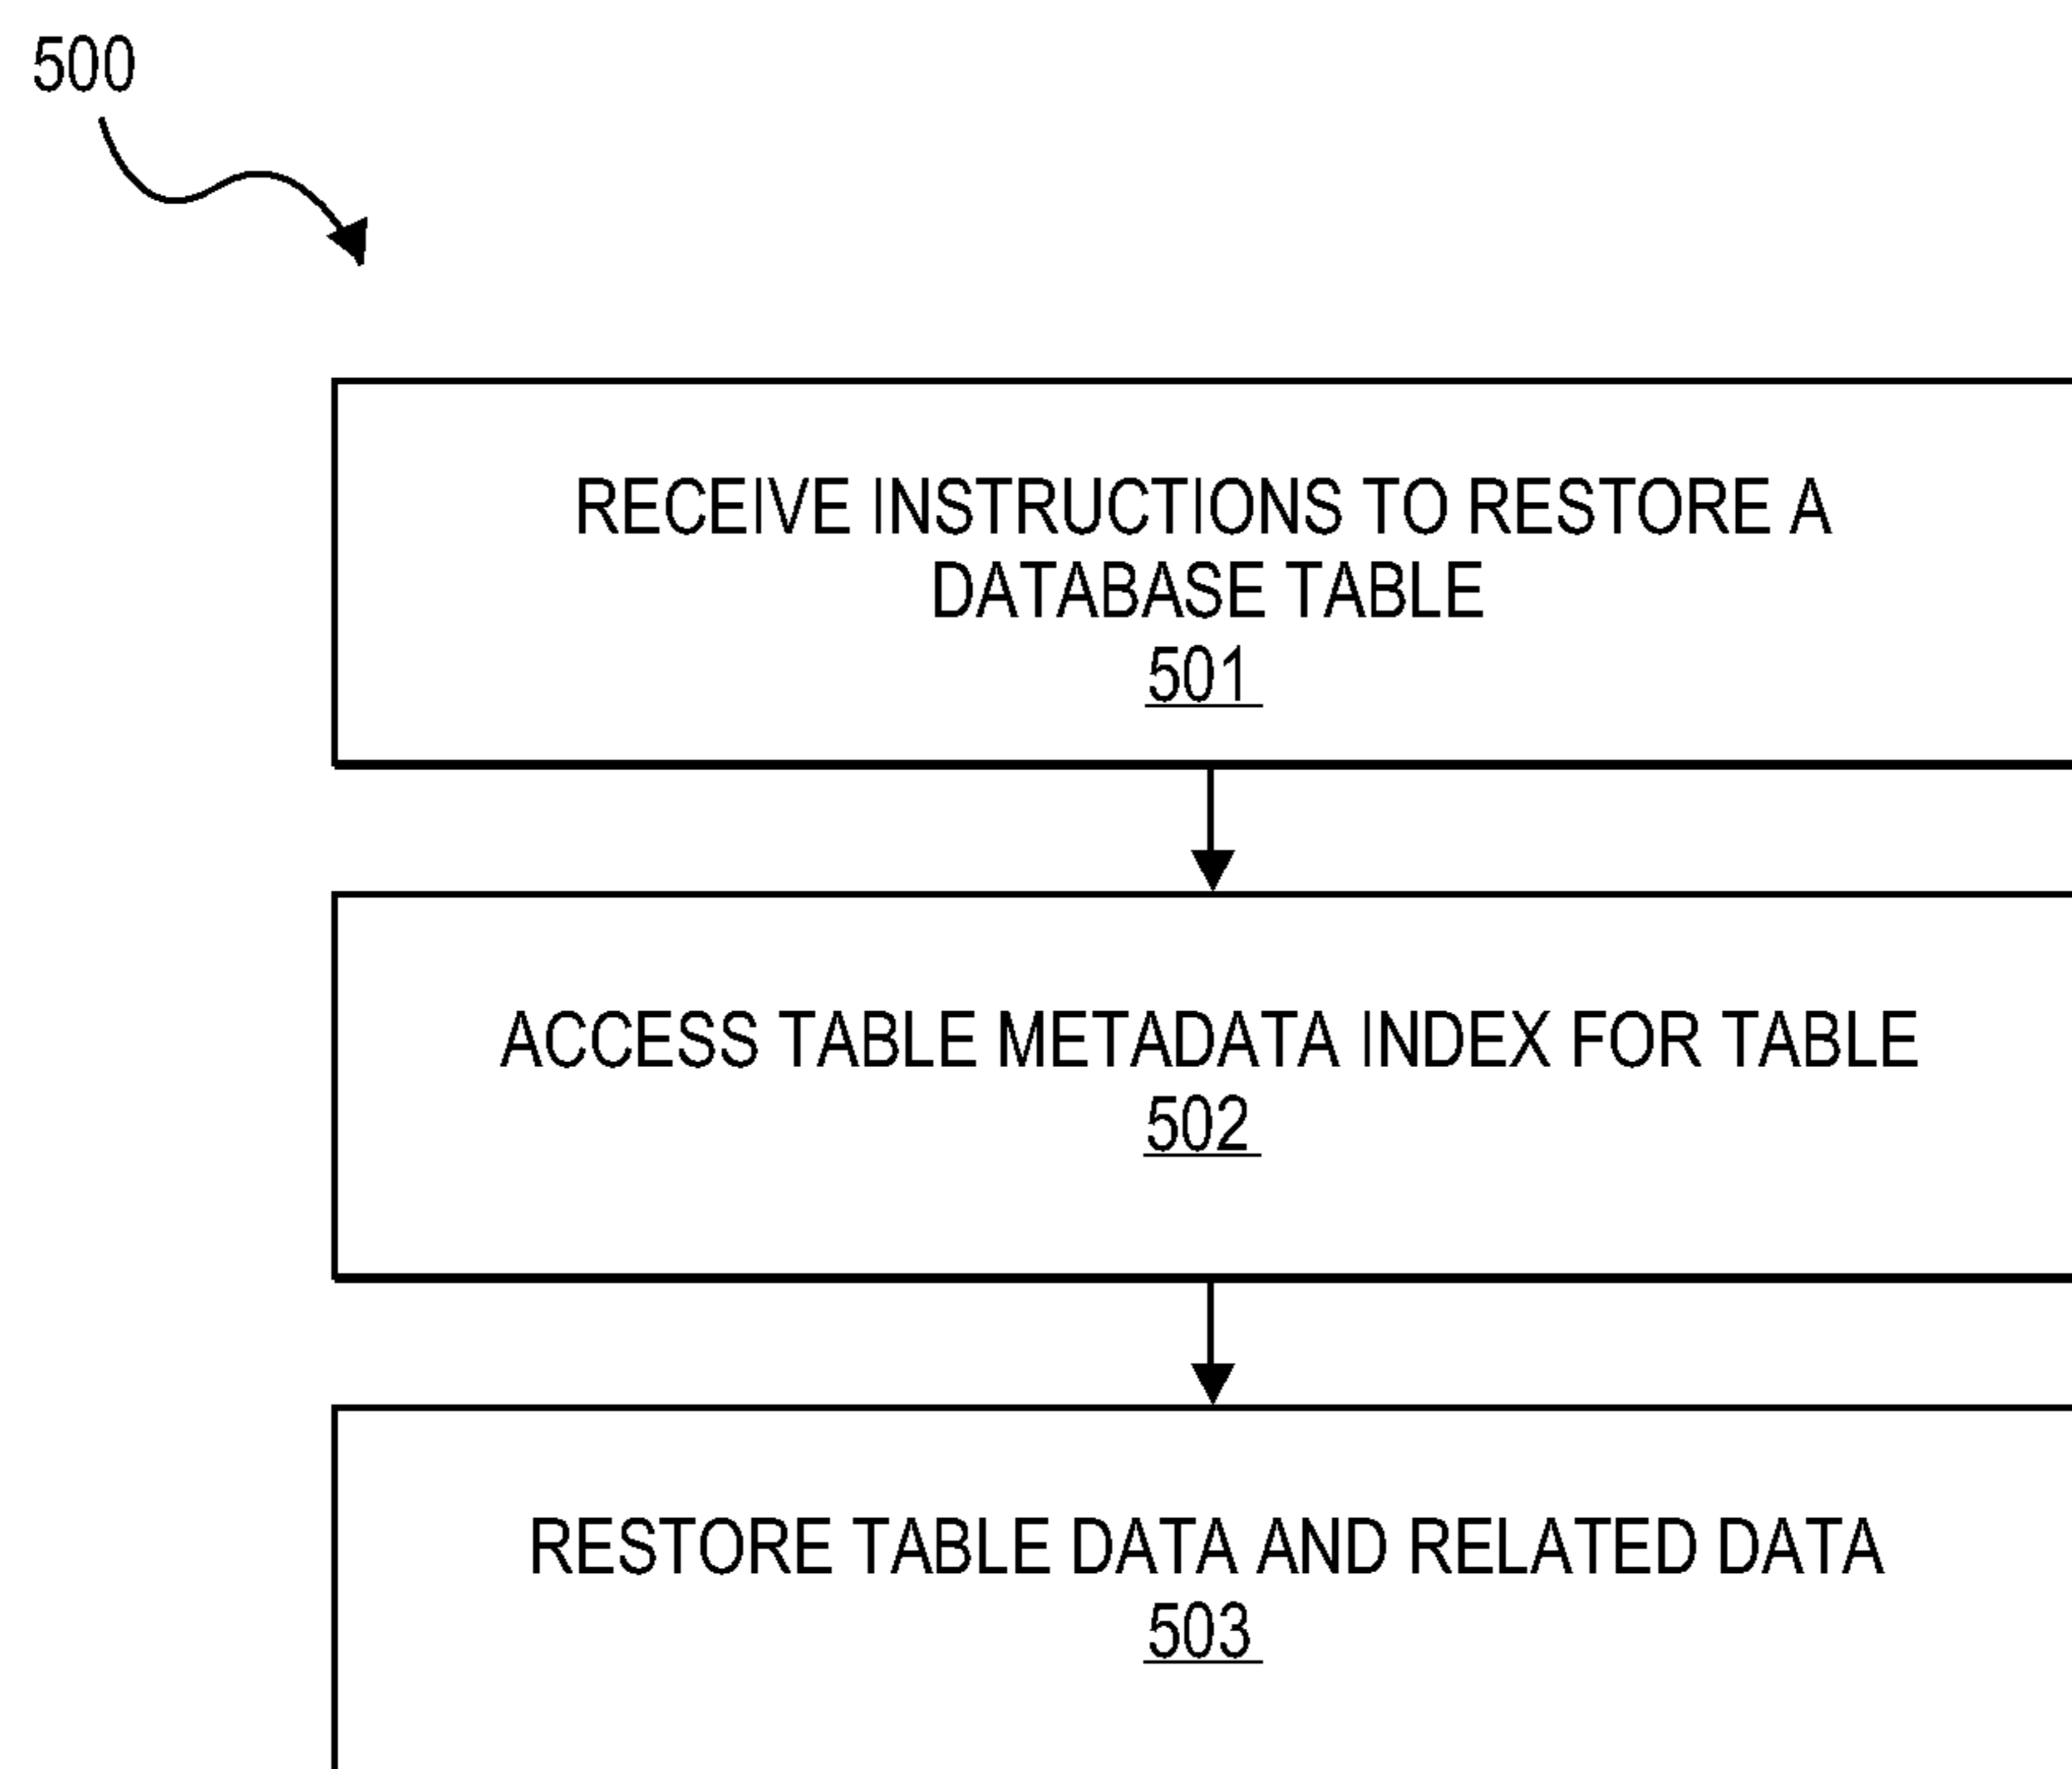 500
RECEIVE INSTRUCTIONS TO RESTORE A
DATABASE TABLE
501
ACCESS TABLE METADATA INDEX FOR TABLE
502
RESTORE TABLE DATA AND RELATED DATA
503